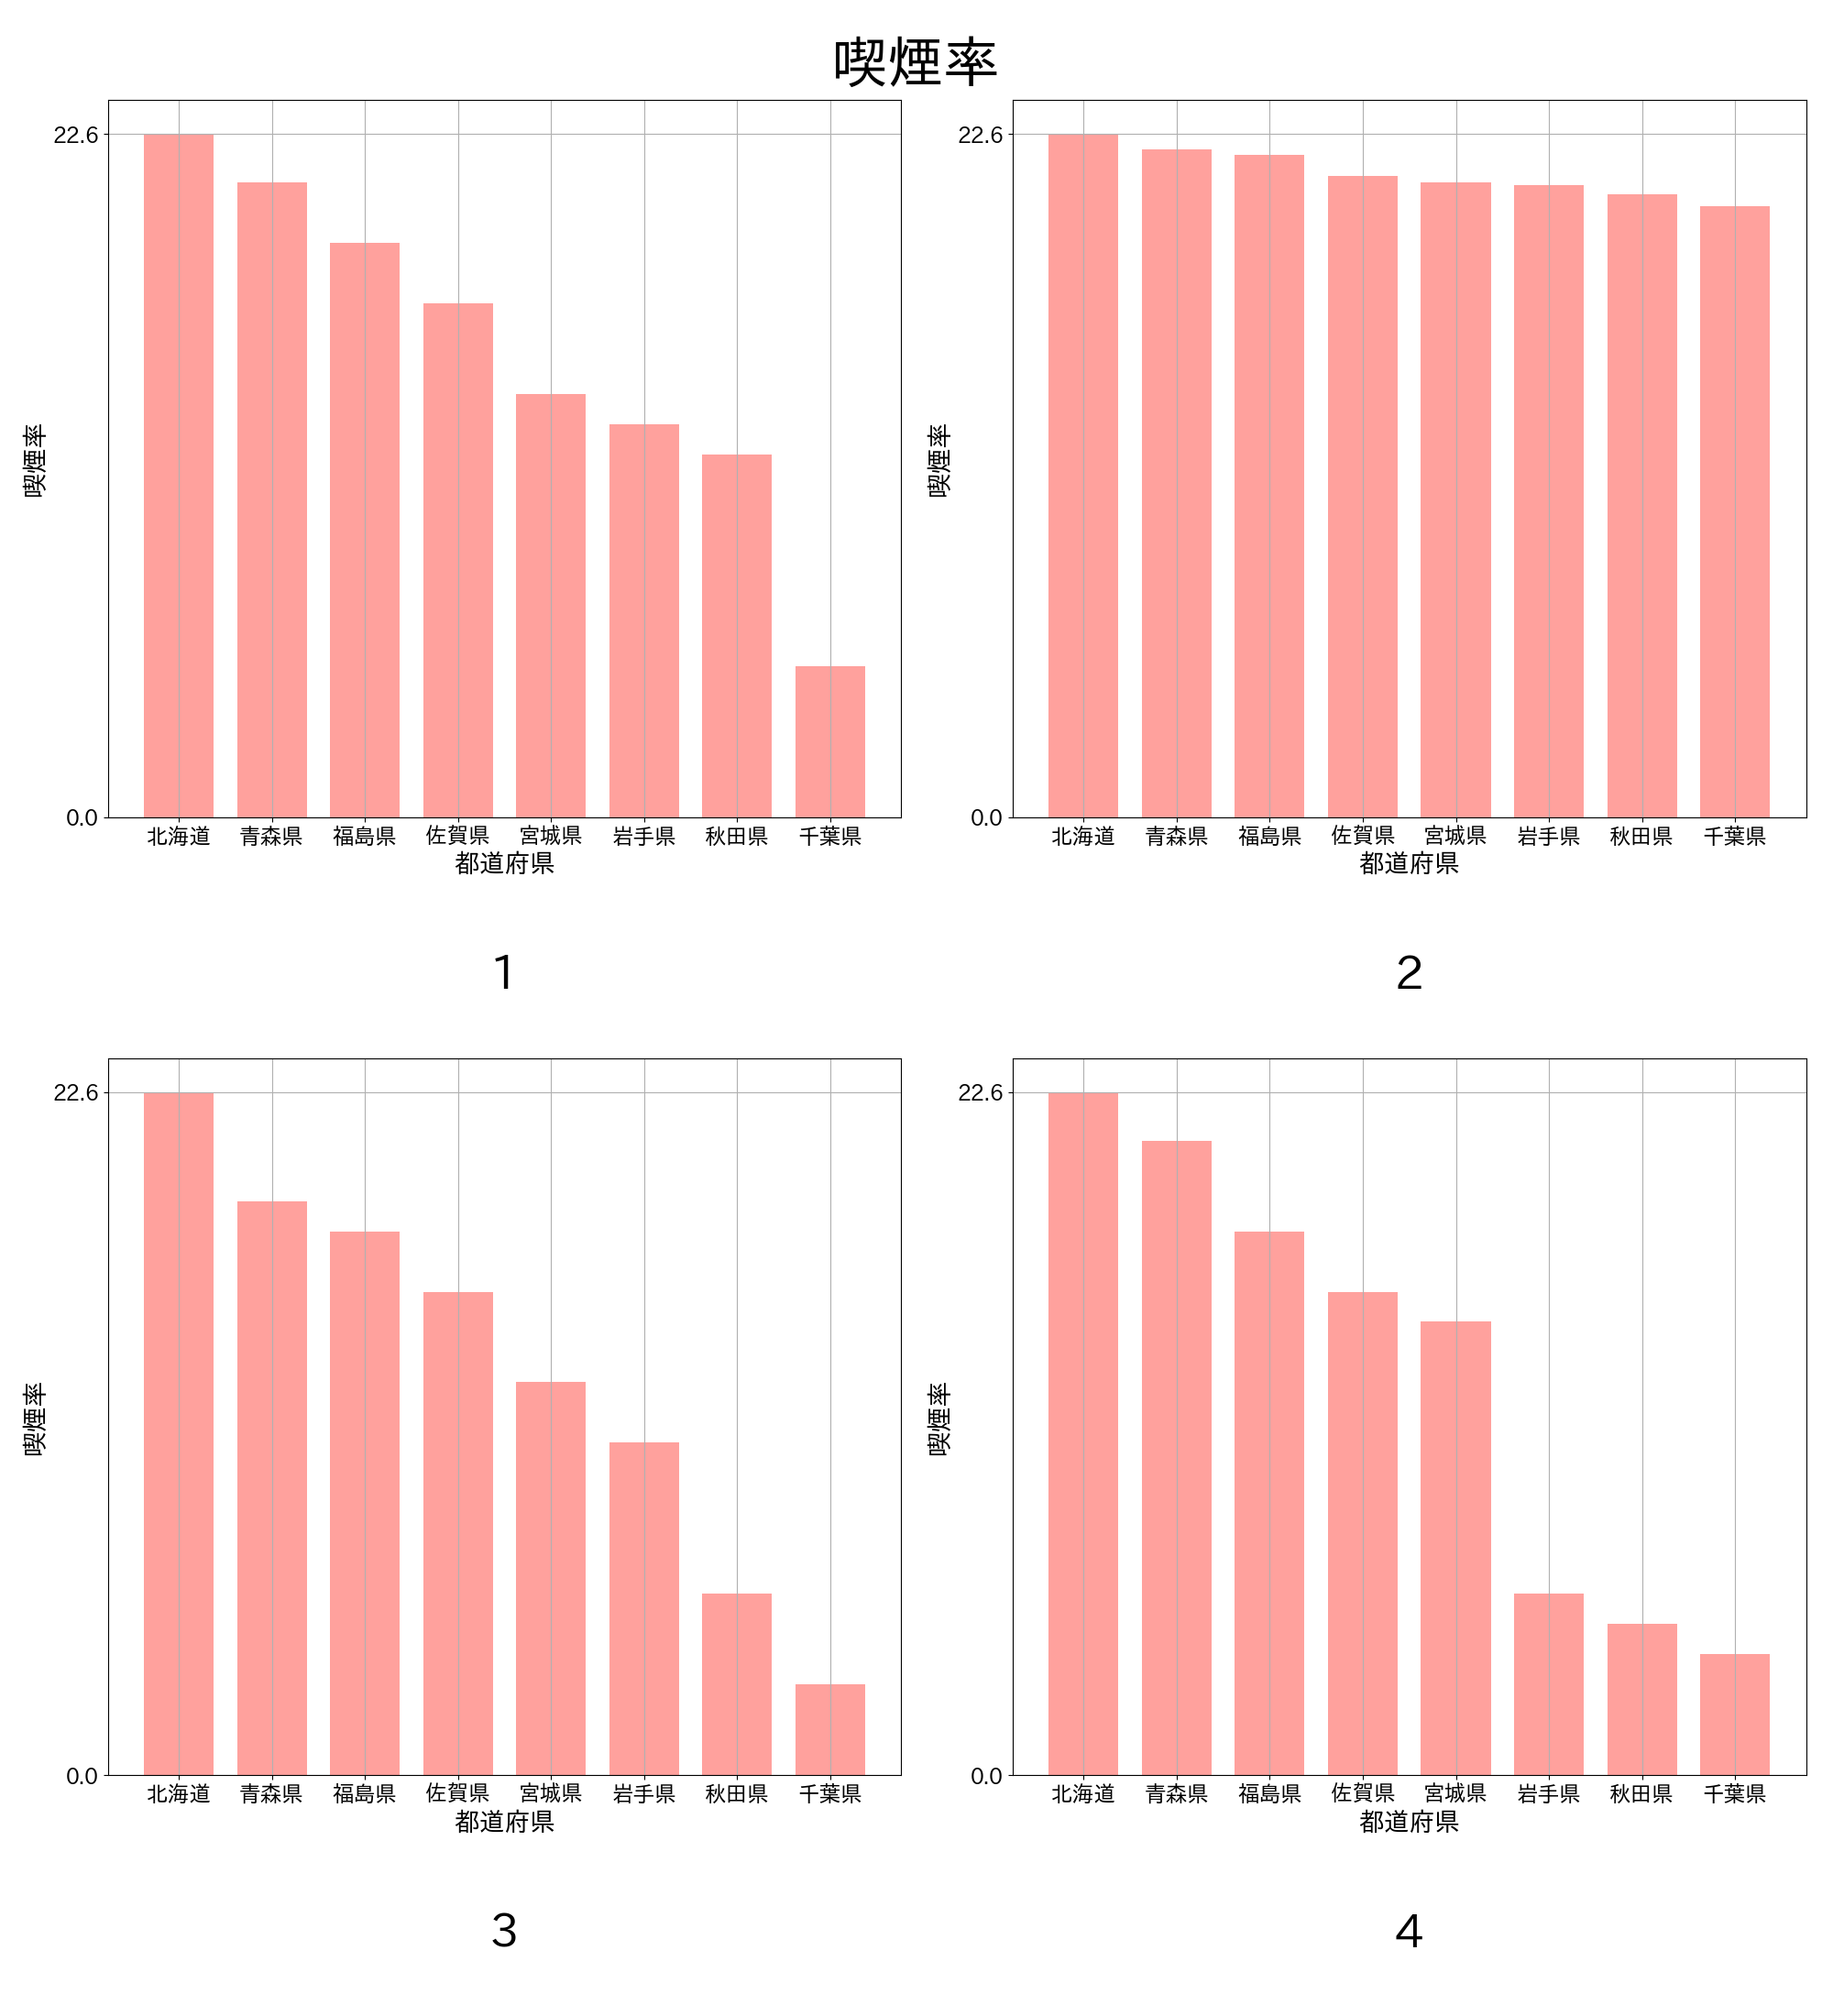 喫煙率
22.6
0.0
喫煙率
北海道 青森県 福島県 佐賀県 宮城県 岩手県 秋田県 千葉県
都道府県
1
22.6
0.0
喫煙率
北海道 青森県 福島県 佐賀県 宮城県 岩手県 秋田県 千葉県
都道府県
2
22.6
0.0
喫煙率
北海道 青森県 福島県 佐賀県 宮城県 岩手県 秋田県 千葉県
都道府県
3
22.6
0.0
喫煙率
北海道 青森県 福島県 佐賀県 宮城県 岩手県 秋田県 千葉県
都道府県
4